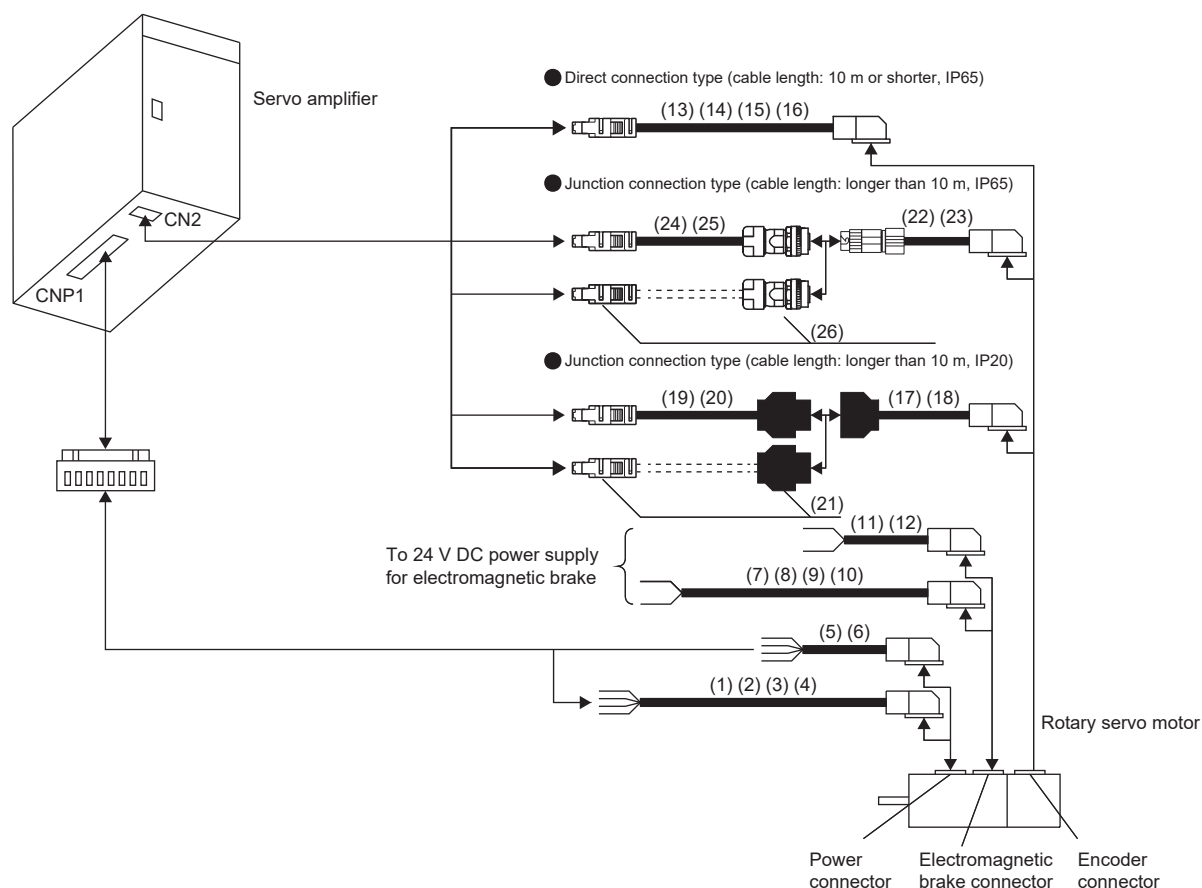 ● Direct connection type (cable length: 10 m or shorter, IP65)
Servo amplifier
(13) (14) (15) (16)
● Junction connection type (cable length: longer than 10 m, IP65)
CN2
(24) (25)
(22) (23)
CNP1
(26)
● Junction connection type (cable length: longer than 10 m, IP20)
(19) (20)
(17) (18)
(21)
(11) (12)
To 24 V DC power supply
for electromagnetic brake
(7) (8) (9) (10)
(5) (6)
(1) (2) (3) (4)
Rotary servo motor
Power
connector
Electromagnetic
brake connector
Encoder
connector